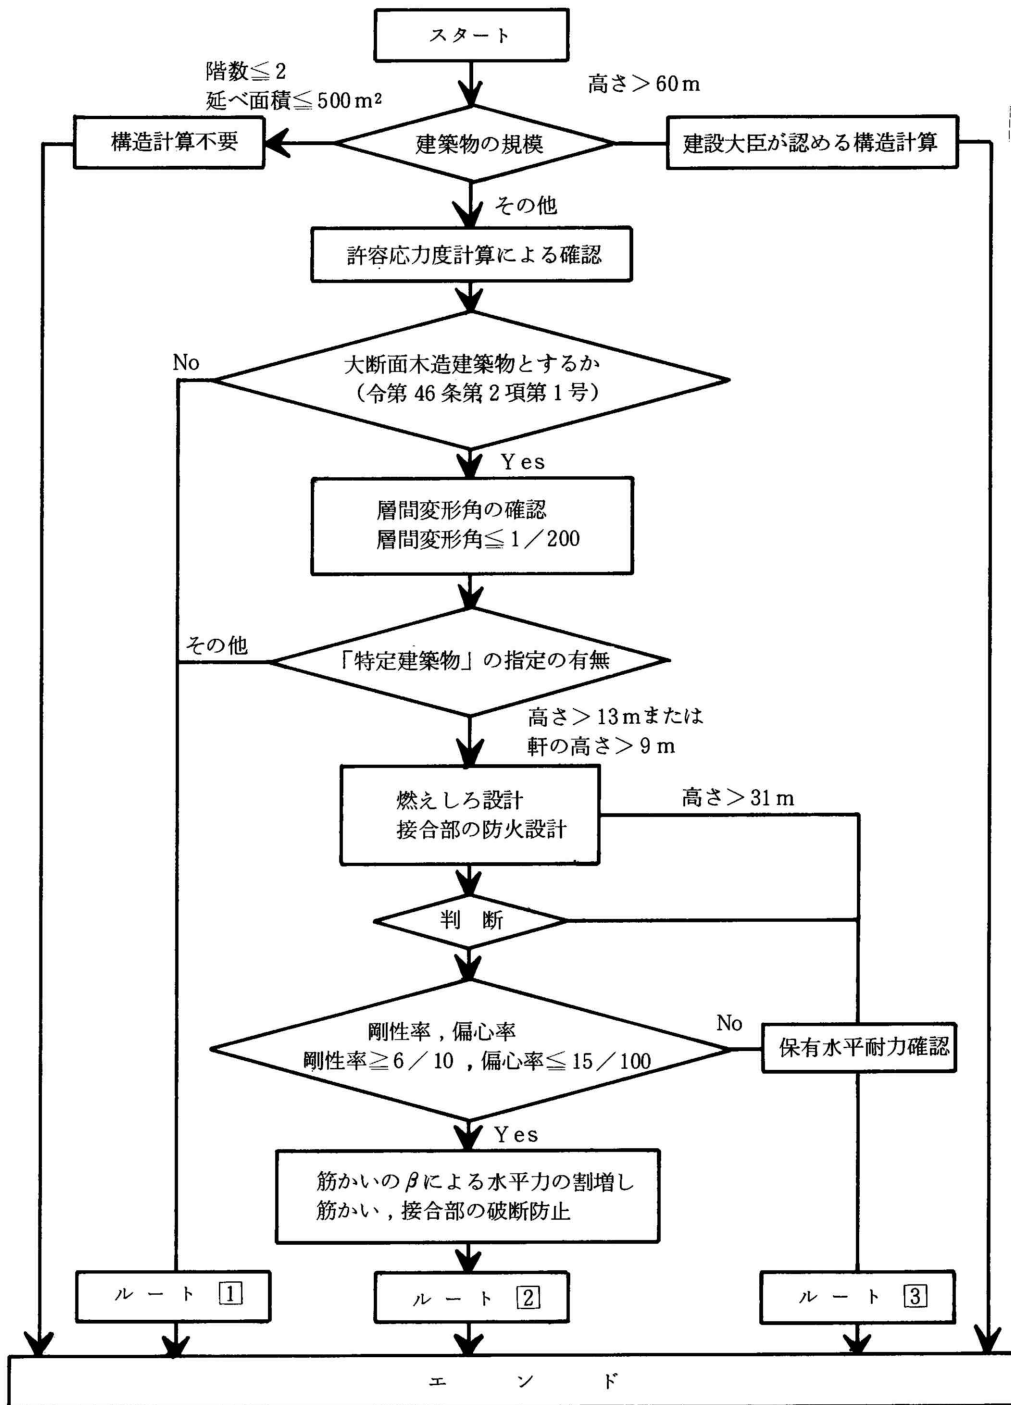 スタート
階数≦2
延べ面積≦500m²
高さ>60m
構造計算不要
建築物の規模
建設大臣が認める構造計算
その他
許容応力度計算による確認
No
大断面木造建築物とするか
(令第46条第2項第1号)
Yes
層間変形角の確認
層間変形角≦1/200
その他
「特定建築物」の指定の有無
高さ>13mまたは
軒の高さ>9m
燃えしろ設計
接合部の防火設計
高さ>31m
判 断
剛性率,偏心率
剛性率≧6/10,偏心率≦15/100
No
保有水平耐力確認
Yes
筋かいのβによる水平力の割増し
筋かい,接合部の破断防止
ルート 1
ルート 2
ルート 3
エンド